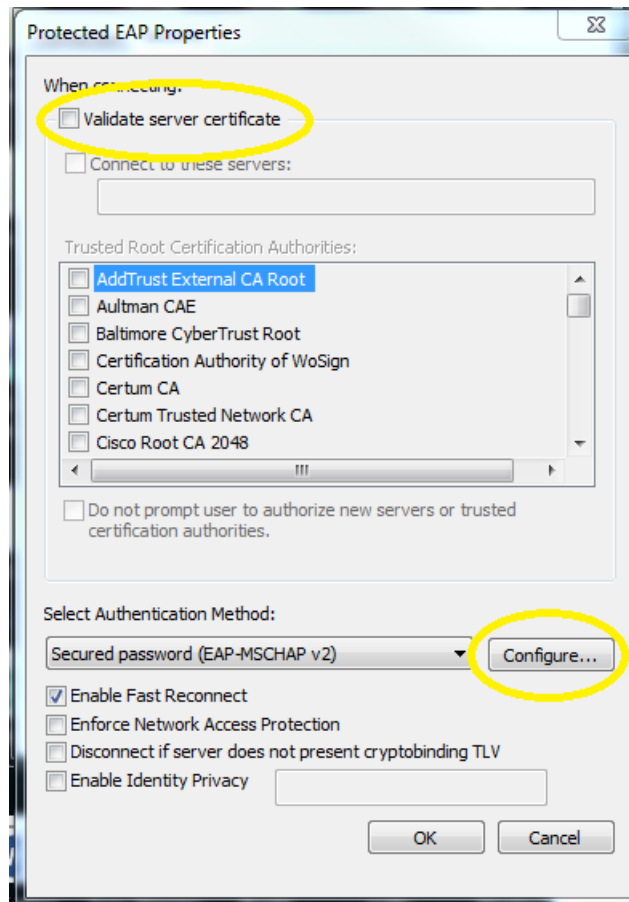 Protected EAP Properties
When connecting:
Validate server certificate
Connect to these servers:
Trusted Root Certification Authorities:
AddTrust External CA Root
Aultman CAE
Baltimore CyberTrust Root
Certification Authority of WoSign
Certum CA
Certum Trusted Network CA
Cisco Root CA 2048
Do not prompt user to authorize new servers or trusted
certification authorities.
Select Authentication Method:
Secured password (EAP-MSCHAP v2)
Configure...
Enable Fast Reconnect
Enforce Network Access Protection
Disconnect if server does not present cryptobinding TLV
Enable Identity Privacy
OK
Cancel